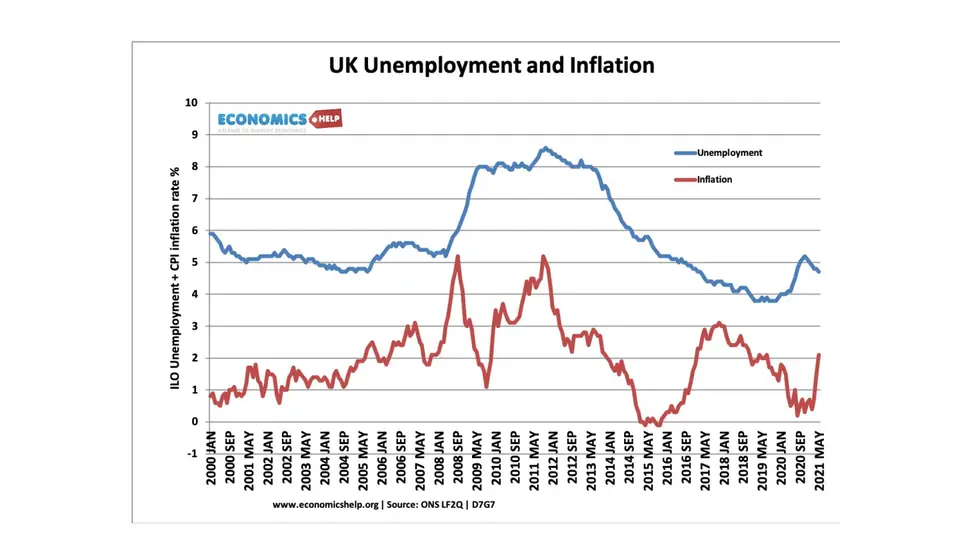 UK Unemployment and Inflation
ECONOMICS HELP
HELPING TO SIMPLIFY ECONOMICS
ILO Unemployment + CPI inflation rate %
10
9
8
7
6
5
4
3
2
1
0
-1
Unemployment
Inflation
2000 JAN
2000 SEP
2001 MAY
2002 JAN
2002 SEP
2003 MAY
2004 JAN
2004 SEP
2005 MAY
2006 JAN
2006 SEP
2007 MAY
2008 JAN
2008 SEP
2009 MAY
2010 JAN
2010 SEP
2011 MAY
2012 JAN
2012 SEP
2013 MAY
2014 JAN
2014 SEP
2015 MAY
2016 JAN
2016 SEP
2017 MAY
2018 JAN
2018 SEP
2019 MAY
2020 JAN
2020 SEP
2021 MAY
www.economicshelp.org | Source: ONS LF2Q | D7G7